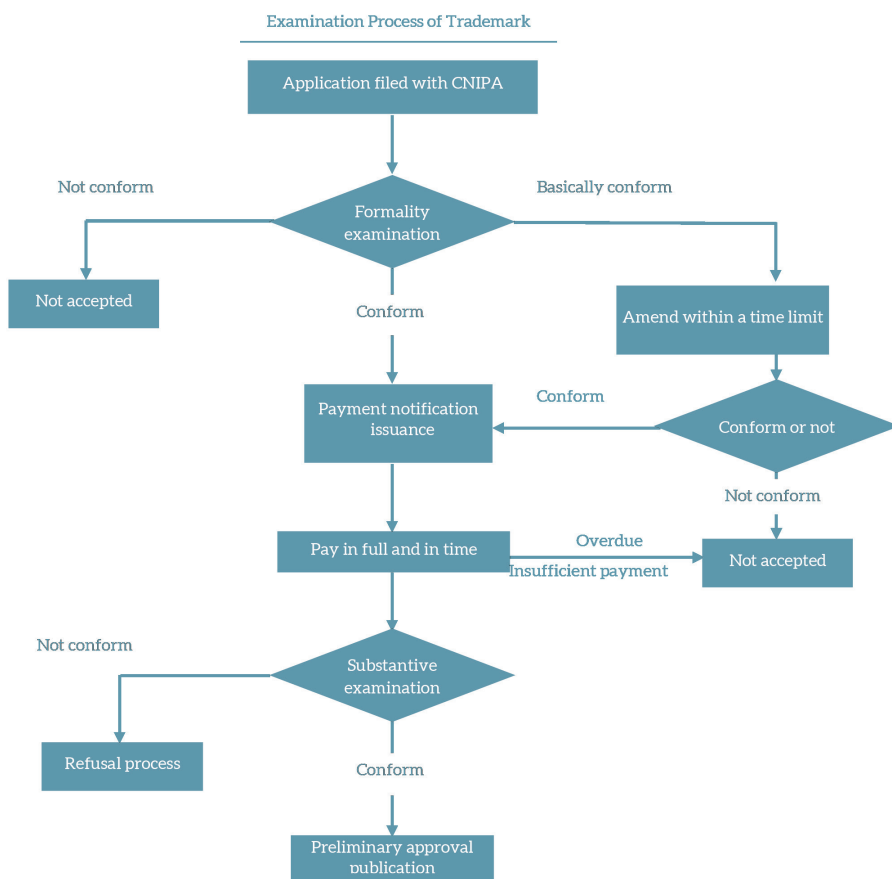 Examination Process of Trademark
Application filed with CNIPA
Not conform
Basically conform
Formality
examination
Not accepted
Conform
Amend within a time limit
Payment notification
issuance
Conform
Conform or not
Not conform
Pay in full and in time
Overdue
Insufficient payment
Not accepted
Not conform
Substantive
examination
Refusal process
Conform
Preliminary approval
publication